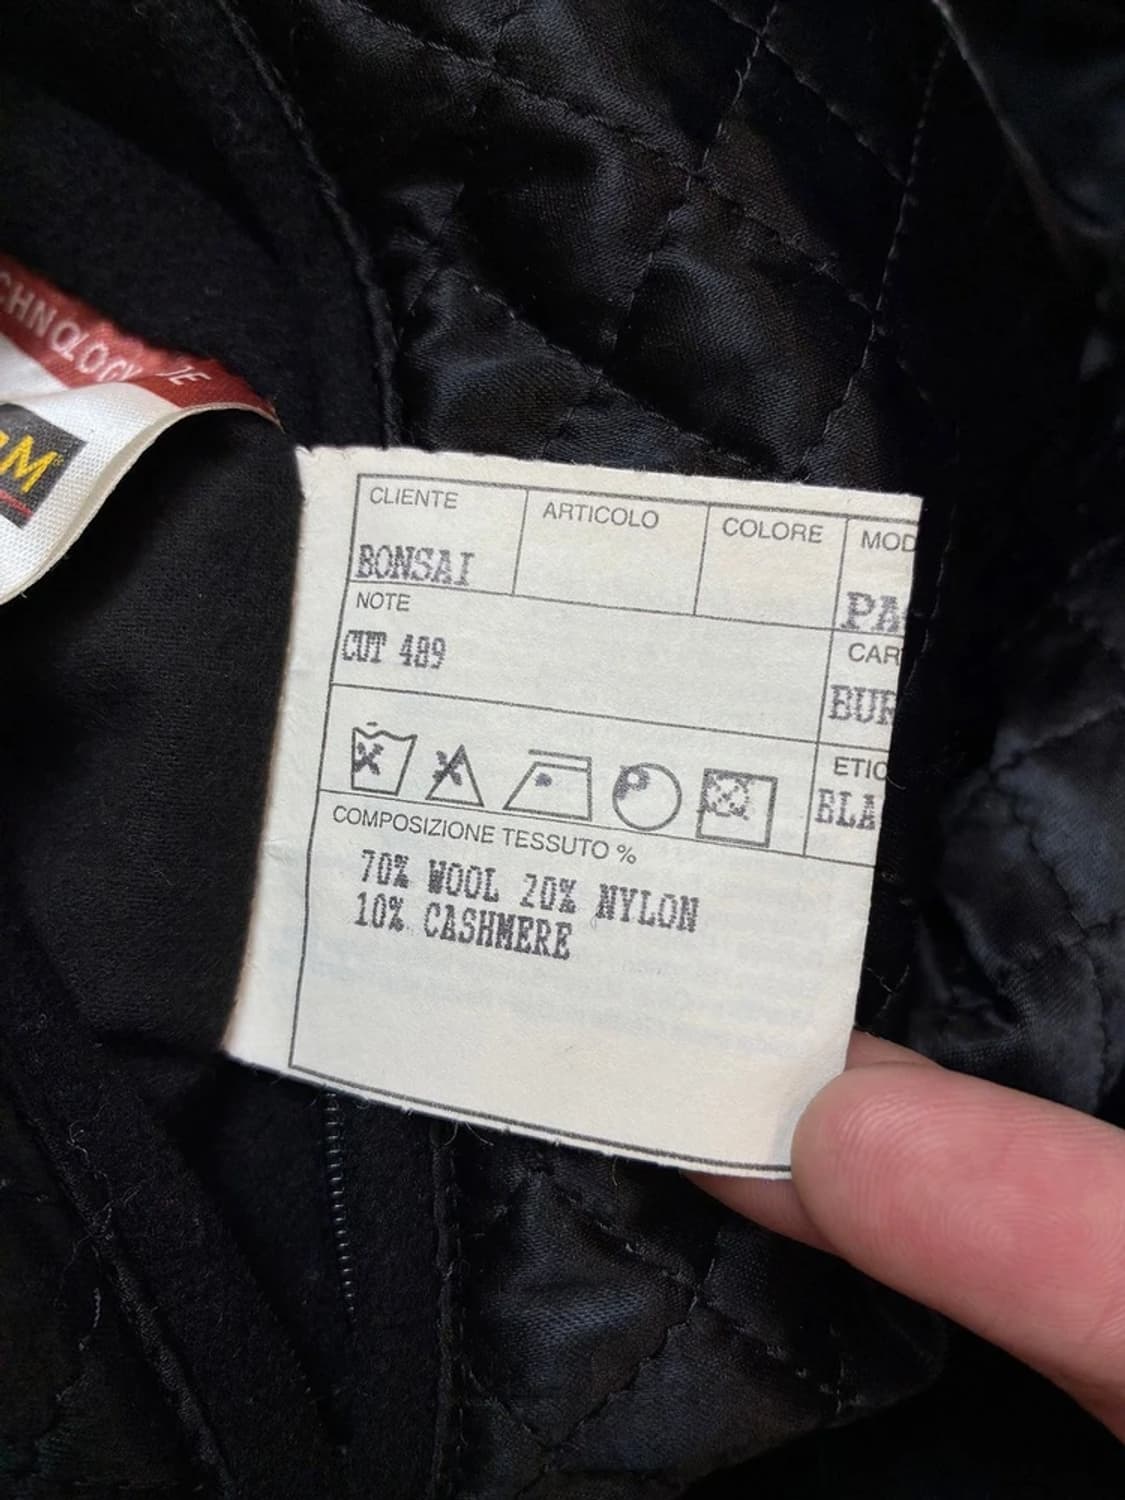 CHNOLOGY
M
CLIENTE ARTICOLO COLORE MOD
BONSAI PA
NOTE CAR
CUT 489 BUR
ETIC
BLA
P
COMPOSIZIONE TESSUTO %
70% WOOL 20% NYLON
10% CASHMERE